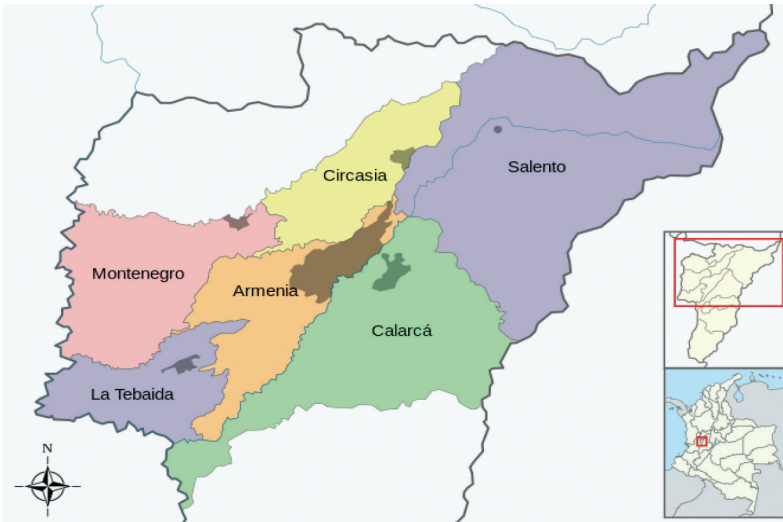 Salento
Circasia
Montenegro
Armenia
Calarcá
La Tebaida
N